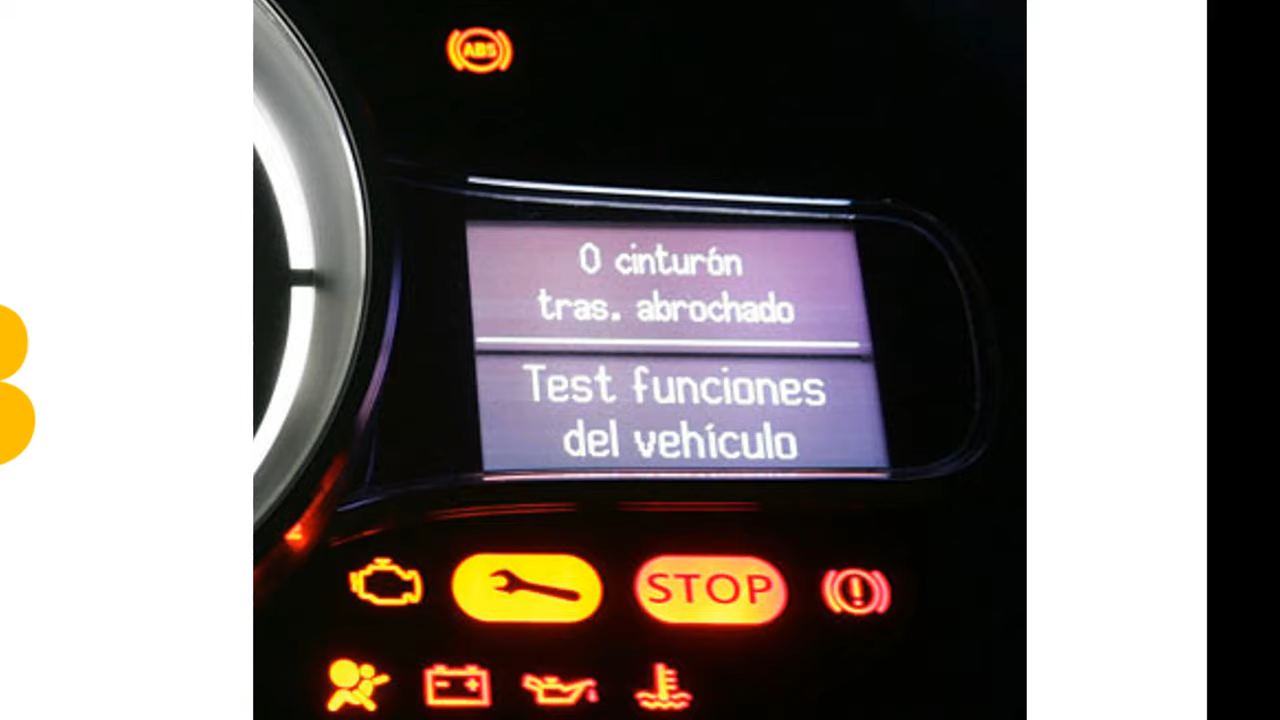 ABS
0 cinturón
tras. abrochado
Test funciones
del vehículo
STOP